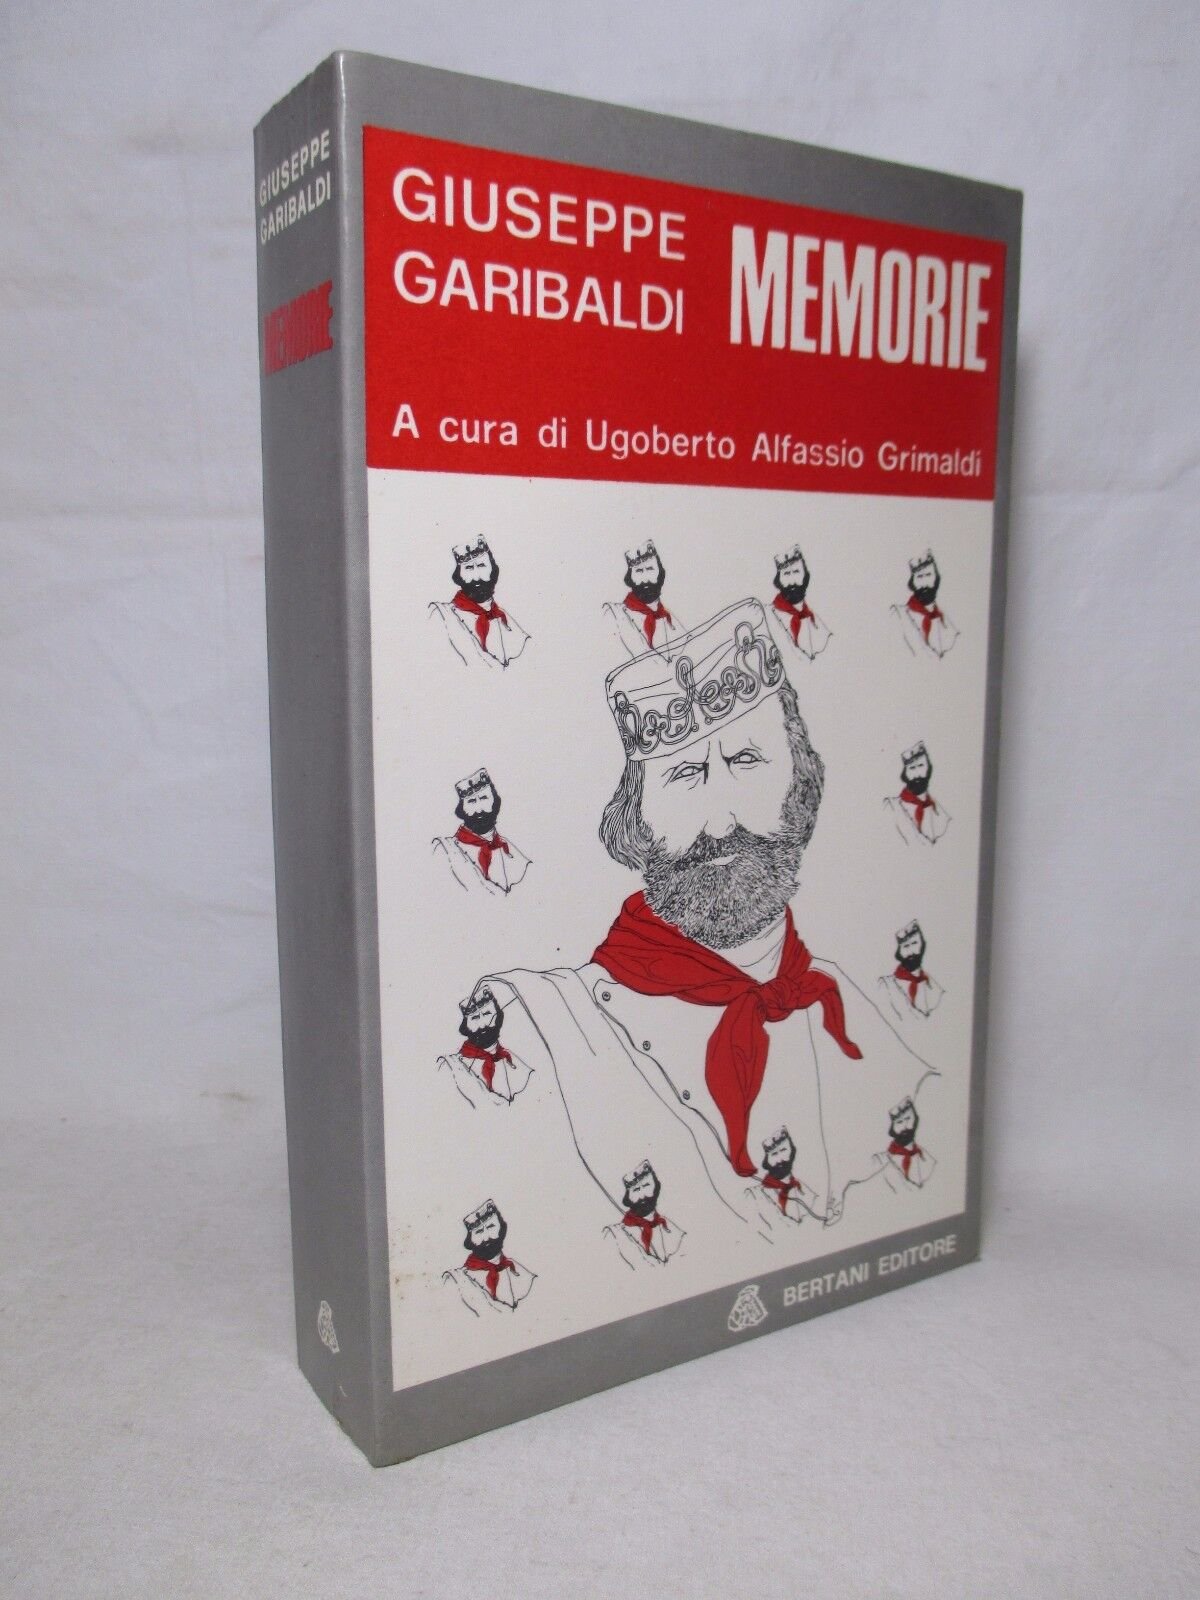 GIUSEPPE
GARIBALDI
MEMORIE
GIUSEPPE
GARIBALDI
MEMORIE
A cura di Ugoberto Alfassio Grimaldi
BERTANI EDITORE